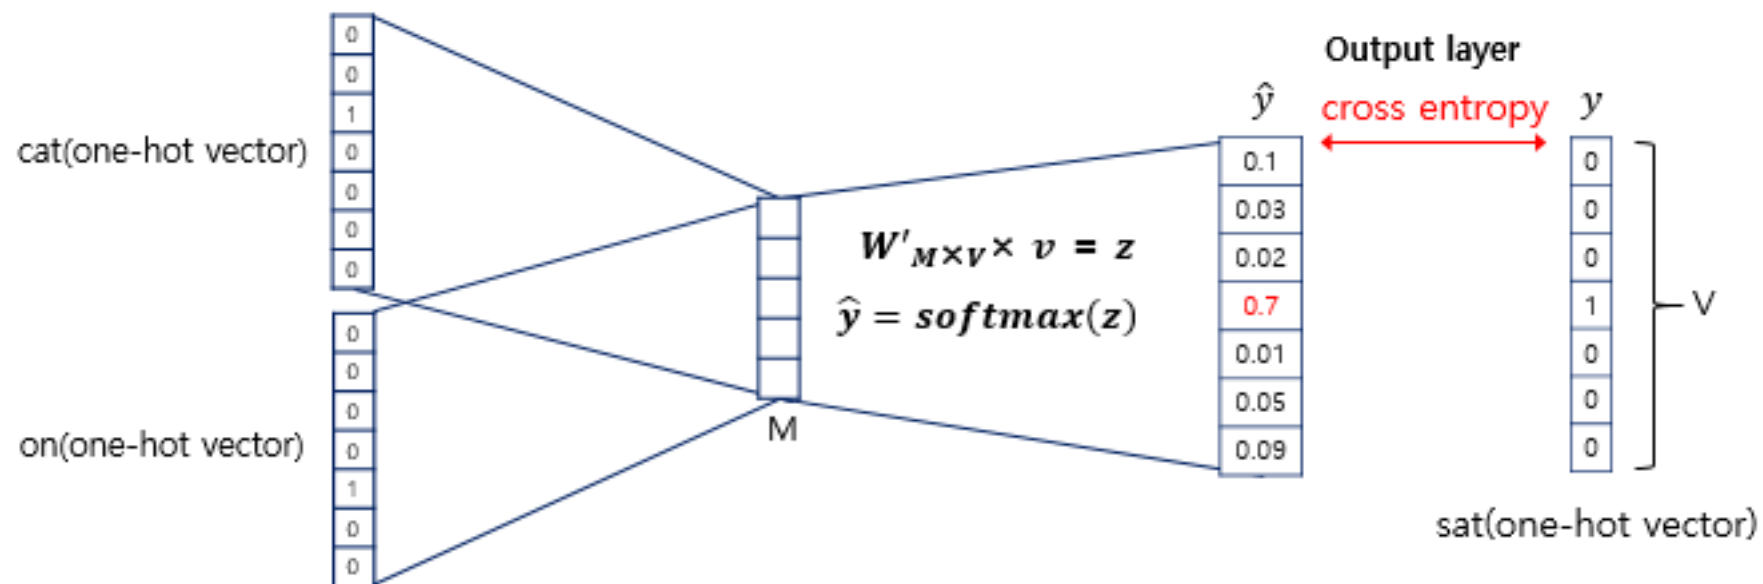 0
0
1
0
0
0
0
cat(one-hot vector)
0
0
0
0
1
0
0
on(one-hot vector)
M
W'M×V × v = z
ŷ = softmax(z)
Output layer
ŷ
cross entropy
y
0.1
0.03
0.02
0.7
0.01
0.05
0.09
0
0
0
1
0
0
0
V
sat(one-hot vector)